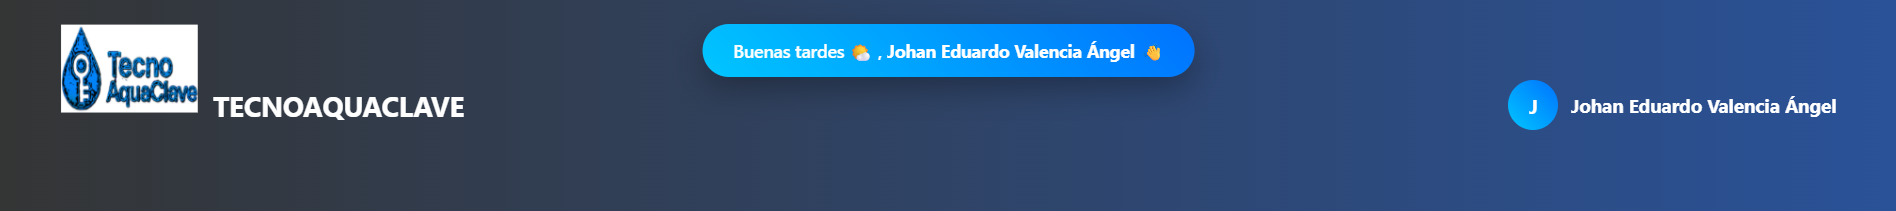 Tecno
AquaClave
TECNOAQUACLAVE
Buenas tardes 🌤️ , Johan Eduardo Valencia Ángel 👋
J
Johan Eduardo Valencia Ángel